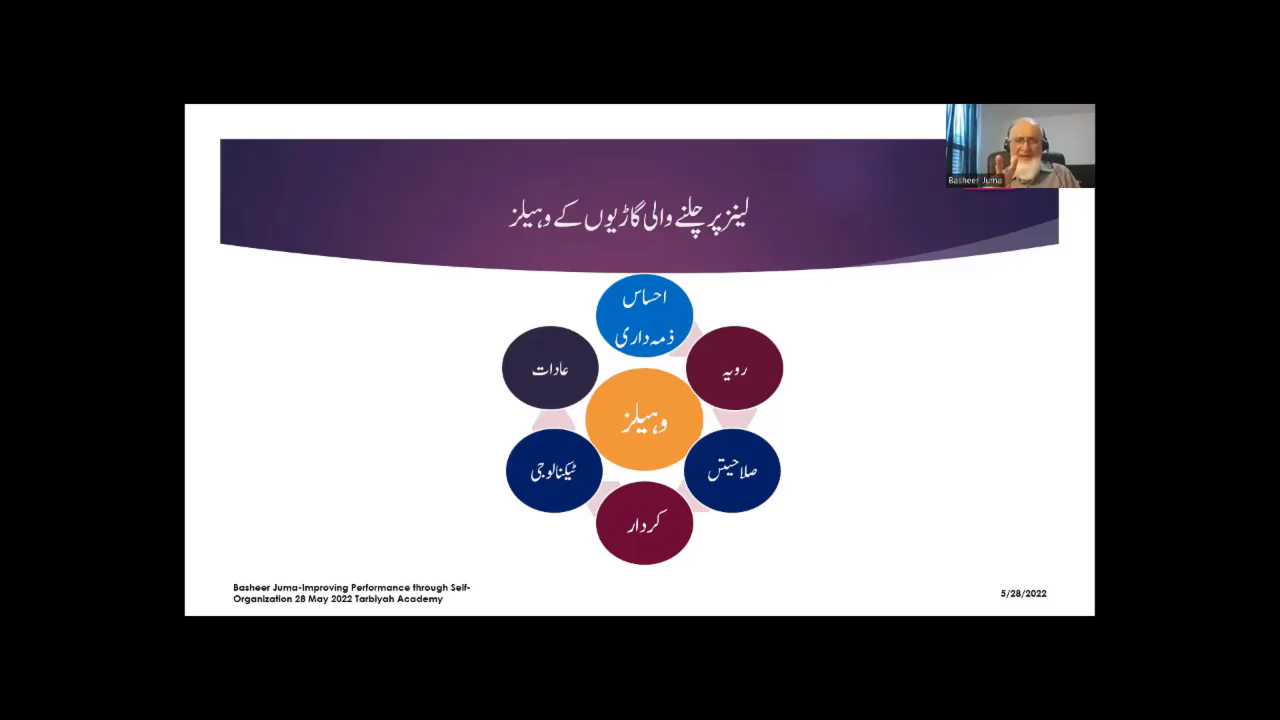 Basheer Juma
لینز پر چلنے والی گاڑیوں کے وہیلز
احساس
ذمہ داری
رویہ
صلاحیتں
کردار
ٹیکنالوجی
عادات
وہیلز
Basheer Juma-Improving Performance through Self-
Organization 28 May 2022 Tarbiyah Academy
5/28/2022